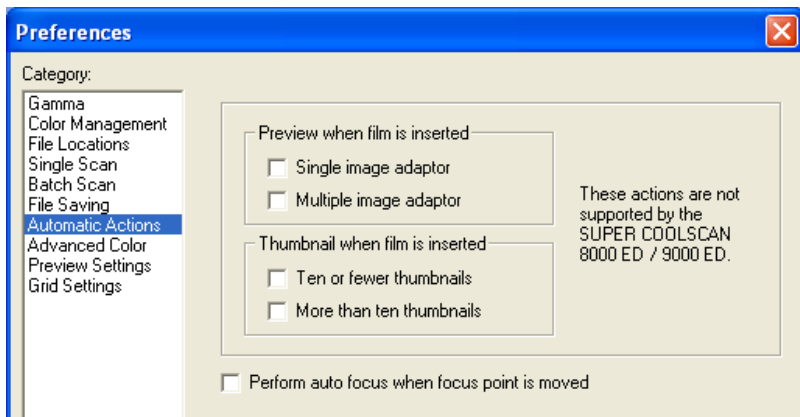 Preferences
Category:
Gamma
Color Management
File Locations
Single Scan
Batch Scan
File Saving
Automatic Actions
Advanced Color
Preview Settings
Grid Settings
Preview when film is inserted
Single image adaptor
Multiple image adaptor
Thumbnail when film is inserted
Ten or fewer thumbnails
More than ten thumbnails
These actions are not
supported by the
SUPER COOLSCAN
8000 ED / 9000 ED.
Perform auto focus when focus point is moved